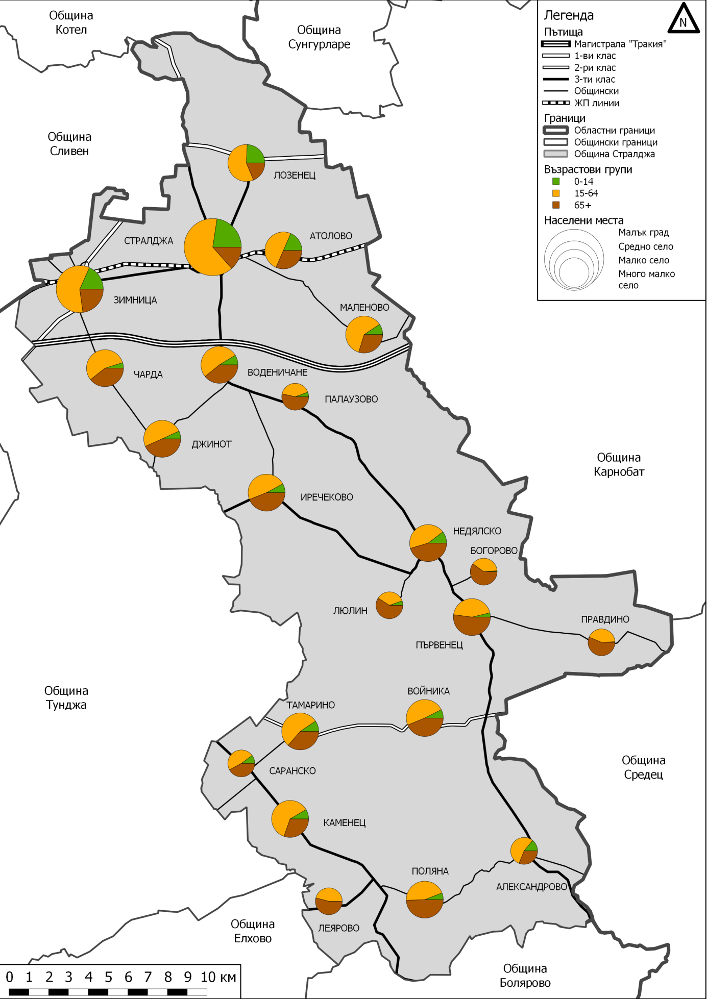 Община
Котел
Община
Сунгурларе
Легенда
N
Пътища
Магистрала "Тракия"
1-ви клас
2-ри клас
3-ти клас
Общински
ЖП линии
Граници
Областни граници
Общински граници
Община Стралджа
Възрастови групи
0-14
15-64
65+
Населени места
Малък град
Средно село
Малко село
Много малко
село
Община
Сливен
ЛОЗЕНЕЦ
СТРАЛДЖА
АТОЛОВО
ЗИМНИЦА
МАЛЕНОВО
ЧАРДА
ВОДЕНИЧАНЕ
ПАЛАУЗОВО
ДЖИНОТ
Община
Карнобат
ИРЕЧЕКОВО
НЕДЯЛСКО
БОГОРОВО
ЛЮЛИН
ПРАВДИНО
ПЪРВЕНЕЦ
Община
Тунджа
ВОЙНИКА
ТАМАРИНО
САРАНСКО
Община
Средец
КАМЕНЕЦ
ПОЛЯНА
АЛЕКСАНДРОВО
ЛЕЯРОВО
Община
Елхово
Община
Болярово
0 1 2 3 4 5 6 7 8 9 10 км